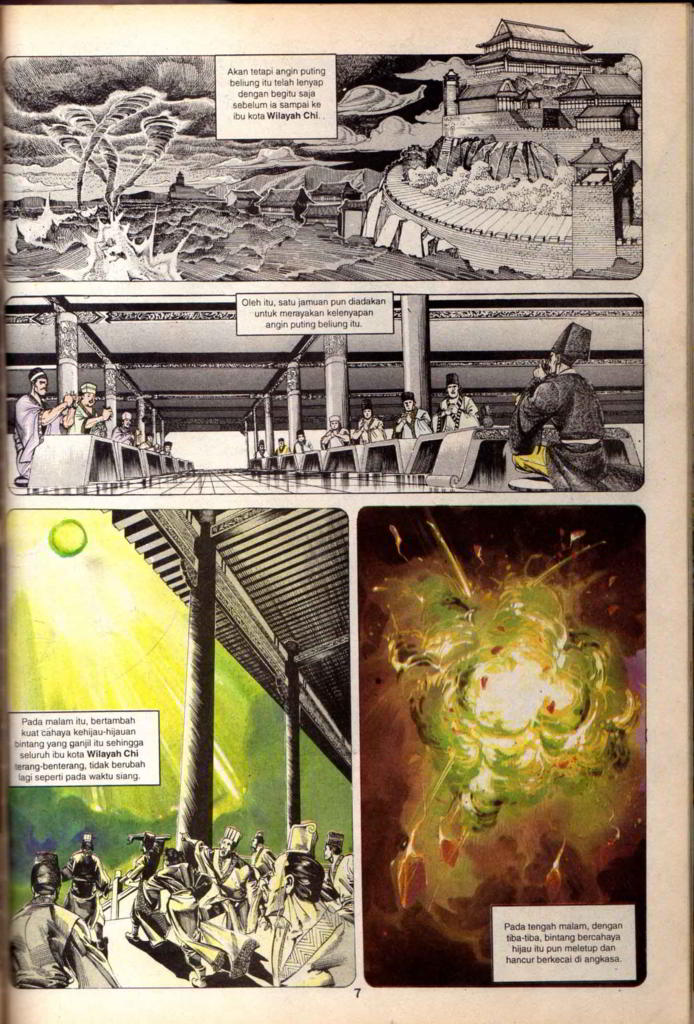 Akan tetapi angin puting
beliung itu telah lenyap
dengan begitu saja
sebelum ia sampai ke
ibu kota Wilayah Chi.
Oleh itu, satu jamuan pun diadakan
untuk merayakan kelenyapan
angin puting beliung itu.
Pada malam itu, bertambah
kuat cahaya kehijau-hijauan
bintang yang ganjil itu sehingga
seluruh ibu kota Wilayah Chi
terang-benterang, tidak berubah
lagi seperti pada waktu siang.
Pada tengah malam, dengan
tiba-tiba, bintang bercahaya
hijau itu pun meletup dan
hancur berkecai di angkasa.
7